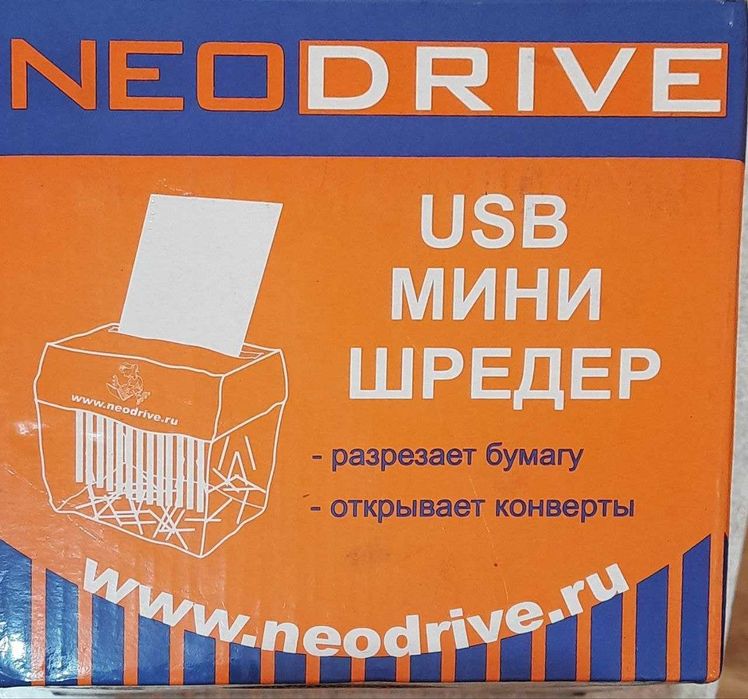 NEODRIVE
USB
МИНИ
ШРЕДЕР
www.neodrive.ru
- разрезает бумагу
- открывает конверты
www.neodrive.ru